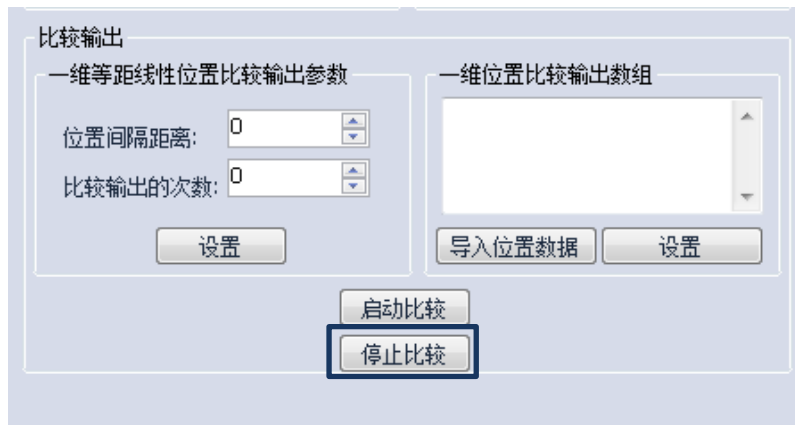 比较输出
一维等距线性位置比较输出参数
位置间隔距离: 0
比较输出的次数: 0
设置
一维位置比较输出数组
导入位置数据 设置
启动比较
停止比较